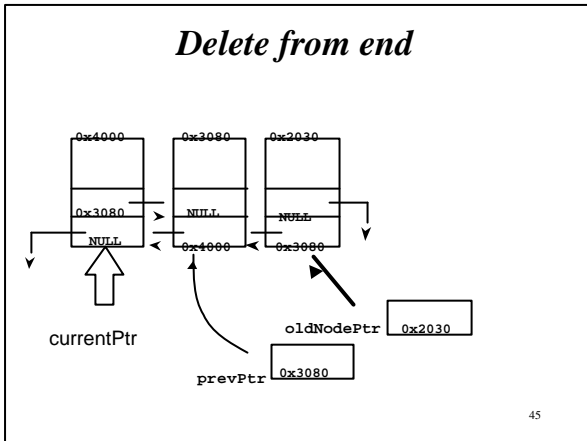 Delete from end
0x4000 0x3080 0x2030
0x3080 NULL NULL
NULL 0x4000 0x3080
currentPtr
oldNodePtr 0x2030
prevPtr 0x3080
45